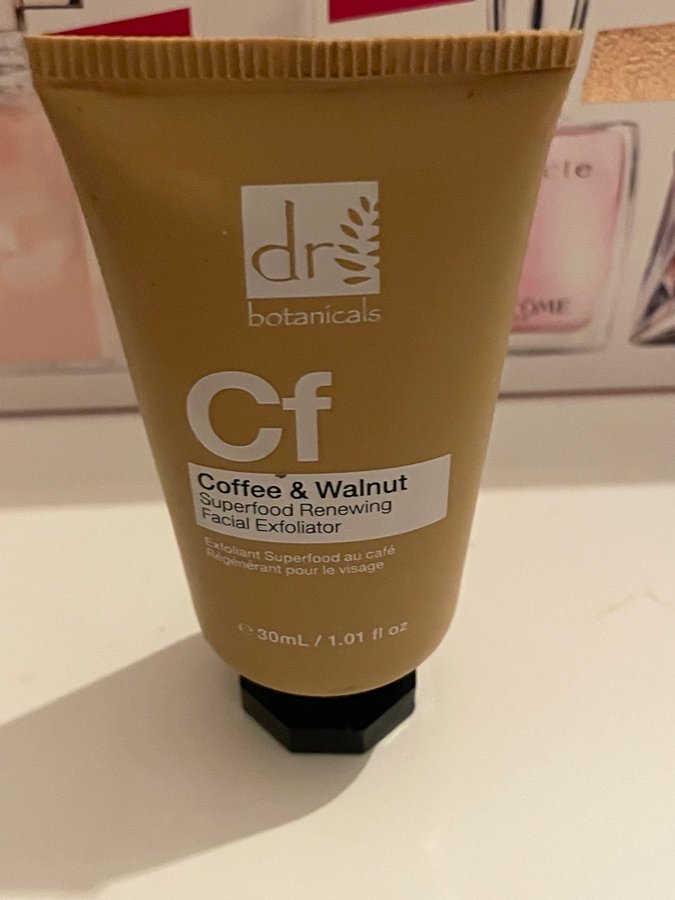 dr
botanicals
Cf
Coffee & Walnut
Superfood Renewing
Facial Exfoliator
Exfoliant Superfood au café
Régénérant pour le visage
℮ 30mL / 1.01 fl oz